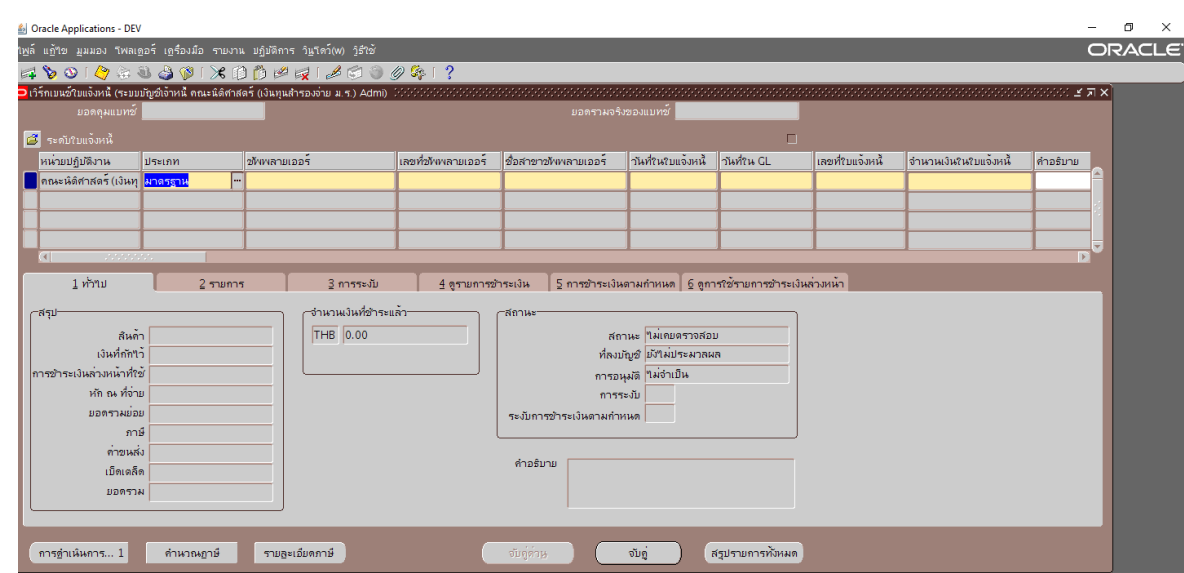 Oracle Applications - DEV
ไฟล์ แก้ไข มุมมอง โฟลเดอร์ เครื่องมือ รายงาน ปฏิบัติการ วินโดว์(w) วิธีใช้
ORACLE
เวิร์กเบนช์ใบแจ้งหนี้ (ระบบบัญชีเจ้าหนี้ คณะนิติศาสตร์ (เงินทุนสำรองจ่าย ม.ร.) Admi)
ยอดคุมแบทช์
ยอดรวมจริงของแบทช์
ระดับใบแจ้งหนี้
หน่วยปฏิบัติงาน ประเภท ซัพพลายเออร์ เลขที่ซัพพลายเออร์ ชื่อสาขาซัพพลายเออร์ วันที่ในใบแจ้งหนี้ วันที่ใน GL เลขที่ใบแจ้งหนี้ จำนวนเงินในใบแจ้งหนี้ คำอธิบาย
คณะนิติศาสตร์ (เงินทุ มาตรฐาน ...
1 ทั่วไป 2 รายการ 3 การระงับ 4 ดูรายการชำระเงิน 5 การชำระเงินตามกำหนด 6 ดูการใช้รายการชำระเงินล่วงหน้า
สรุป
สินค้า
เงินที่กักไว้
การชำระเงินล่วงหน้าที่ใช้
หัก ณ ที่จ่าย
ยอดรวมย่อย
ภาษี
ค่าขนส่ง
เบ็ดเตล็ด
ยอดรวม
จำนวนเงินที่ชำระแล้ว
THB 0.00
สถานะ
สถานะ ไม่เคยตรวจสอบ
ที่ลงบัญชี ยังไม่ประมวลผล
การอนุมัติ ไม่จำเป็น
การระงับ
ระงับการชำระเงินตามกำหนด
คำอธิบาย
การดำเนินการ... 1 คำนวณภาษี รายละเอียดภาษี จับคู่ด่วน จับคู่ สรุปรายการทั้งหมด